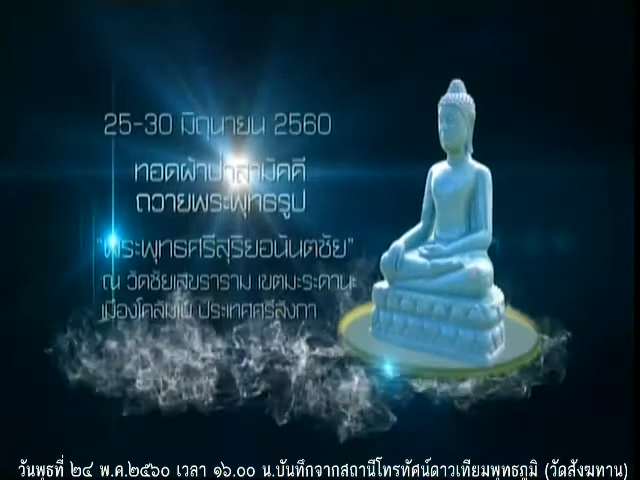 25-30 มิถุนายน 2560
ทอดผ้าป่าสามัคคี
ถวายพระพุทธรูป
"พระพุทธศรีสุริยอนันตชัย"
ณ วัดชัยสุขราราม เขตมะระดานะ
เมืองโคลัมโบ ประเทศศรีลังกา
วันพุธที่ ๒๔ พ.ค.๒๕๖๐ เวลา ๑๖.๐๐ น.บันทึกจากสถานีโทรทัศน์ดาวเทียมพุทธภูมิ (วัดสังฆทาน)